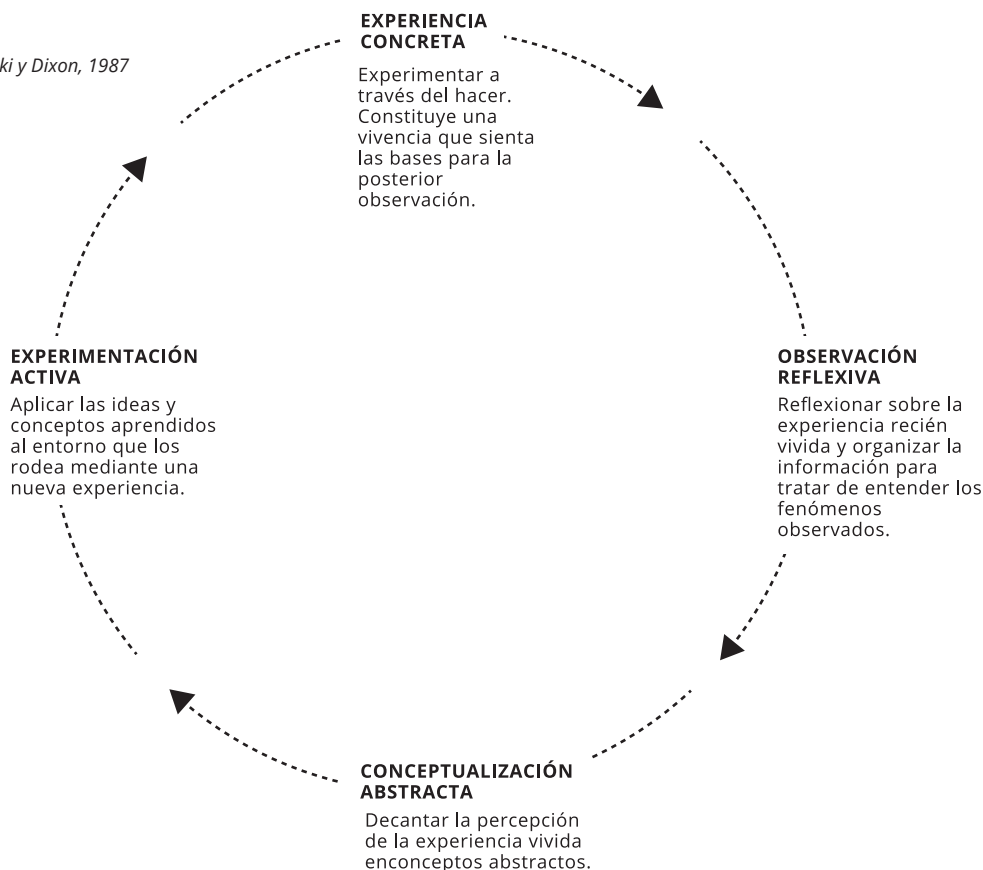 ki y Dixon, 1987
EXPERIENCIA
CONCRETA
Experimentar a
través del hacer.
Constituye una
vivencia que sienta
las bases para la
posterior
observación.
OBSERVACIÓN
REFLEXIVA
Reflexionar sobre la
experiencia recién
vivida y organizar la
información para
tratar de entender los
fenómenos
observados.
CONCEPTUALIZACIÓN
ABSTRACTA
Decantar la percepción
de la experiencia vivida
enconceptos abstractos.
EXPERIMENTACIÓN
ACTIVA
Aplicar las ideas y
conceptos aprendidos
al entorno que los
rodea mediante una
nueva experiencia.